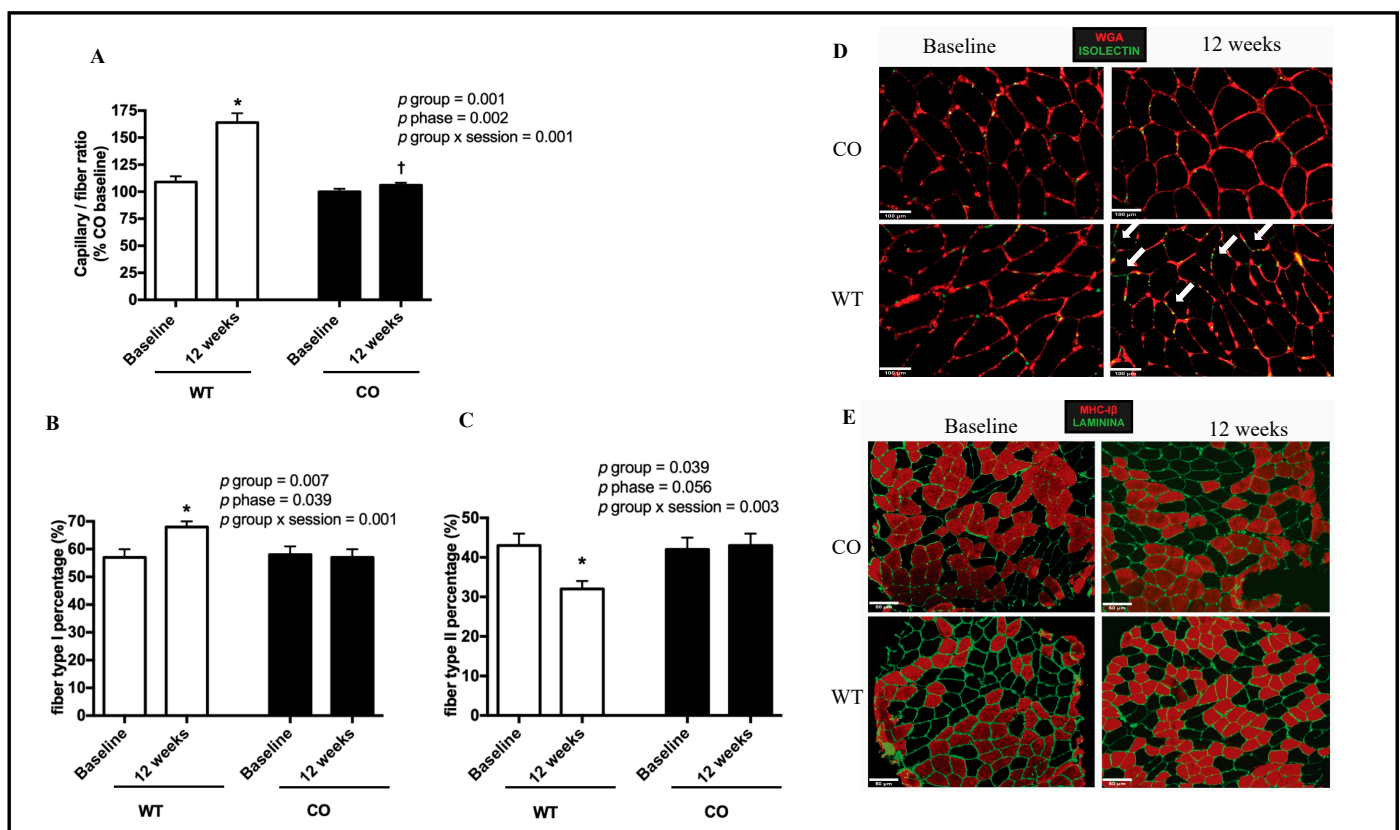 A
p group = 0.001
p phase = 0.002
p group x session = 0.001
Capillary / fiber ratio
(% CO baseline)
175
150
125
100
75
50
25
0
*
†
Baseline
12 weeks
Baseline
12 weeks
WT
CO
B
p group = 0.007
p phase = 0.039
p group x session = 0.001
fiber type I percentage (%)
70
60
50
40
30
20
10
0
*
Baseline
12 weeks
Baseline
12 weeks
WT
CO
C
p group = 0.039
p phase = 0.056
p group x session = 0.003
fiber type II percentage (%)
50
40
30
20
10
0
*
Baseline
12 weeks
Baseline
12 weeks
WT
CO
D
Baseline
WGA
ISOLECTIN
12 weeks
CO
100 µm
100 µm
WT
100 µm
100 µm
E
Baseline
MHC-Iβ
LAMININA
12 weeks
CO
50 µm
50 µm
WT
50 µm
50 µm